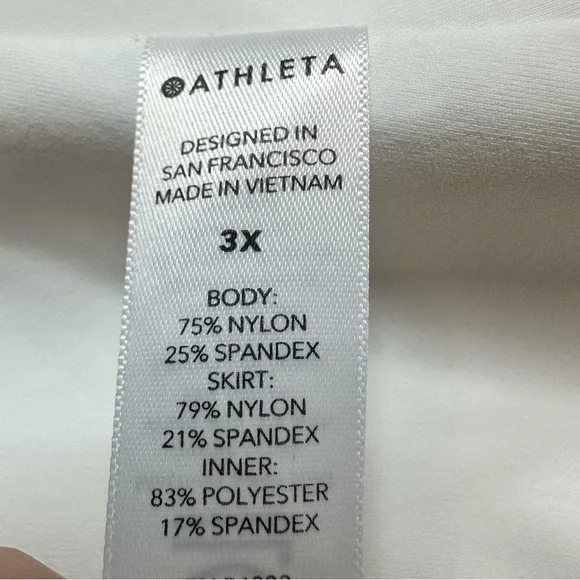 ATHLETA
DESIGNED IN
SAN FRANCISCO
MADE IN VIETNAM
3X
BODY:
75% NYLON
25% SPANDEX
SKIRT:
79% NYLON
21% SPANDEX
INNER:
83% POLYESTER
17% SPANDEX